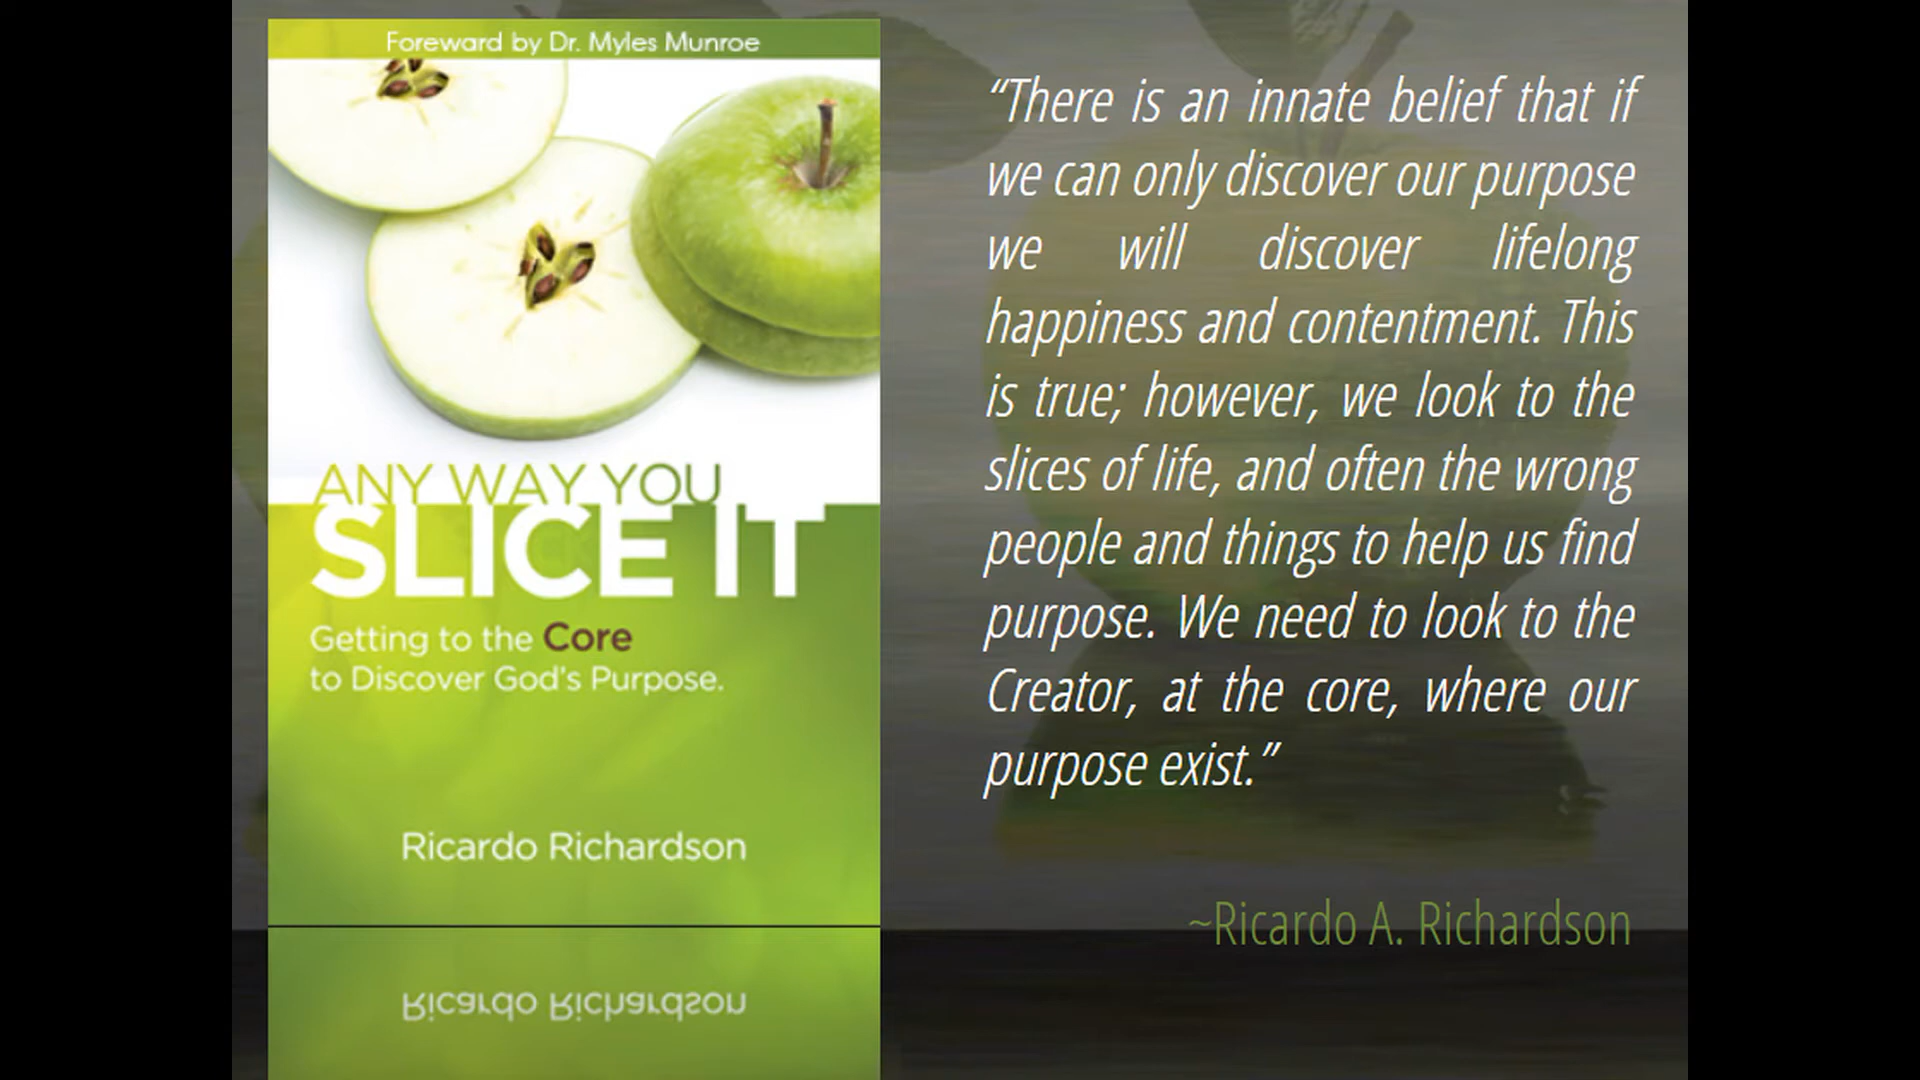 Foreward by Dr. Myles Munroe
ANY WAY YOU
SLICE IT
Getting to the Core
to Discover God's Purpose.
Ricardo Richardson
Ricardo Richardson
“There is an innate belief that if
we can only discover our purpose
we will discover lifelong
happiness and contentment. This
is true; however, we look to the
slices of life, and often the wrong
people and things to help us find
purpose. We need to look to the
Creator, at the core, where our
purpose exist.”
~Ricardo A. Richardson